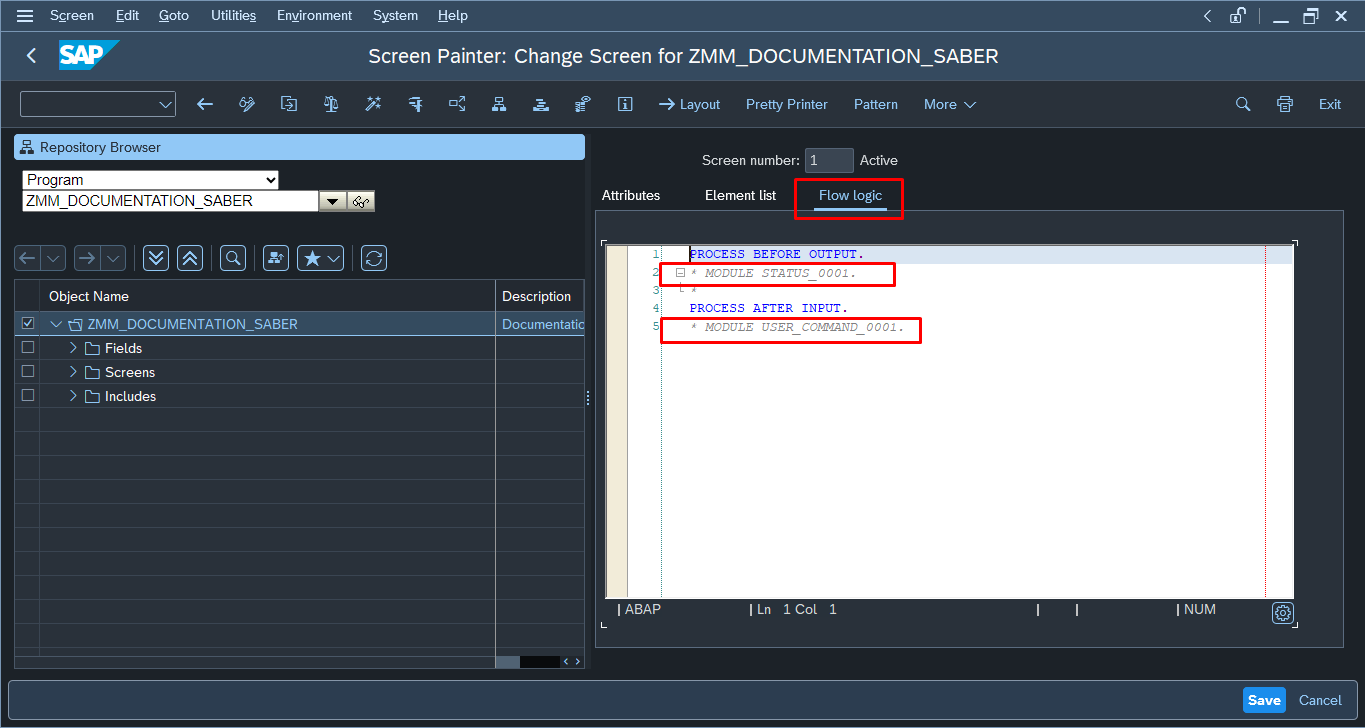 Screen Edit Goto Utilities Environment System Help
SAP
Screen Painter: Change Screen for ZMM_DOCUMENTATION_SABER
Layout Pretty Printer Pattern More Exit
Repository Browser
Program
ZMM_DOCUMENTATION_SABER
Object Name Description
ZMM_DOCUMENTATION_SABER Documentatic
Fields
Screens
Includes
Screen number: 1 Active
Attributes Element list Flow logic
1 PROCESS BEFORE OUTPUT.
2 * MODULE STATUS_0001.
3 *
4 PROCESS AFTER INPUT.
5 * MODULE USER_COMMAND_0001.
| ABAP | Ln 1 Col 1 | | | NUM
Save Cancel